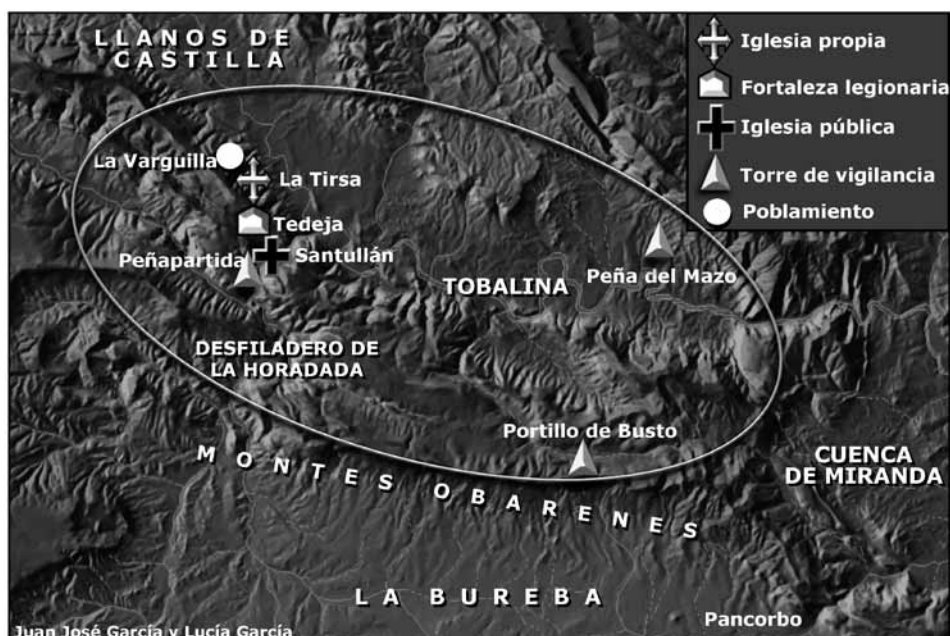 LLANOS DE
CASTILLA
Iglesia propia
Fortaleza legionaria
Iglesia pública
Torre de vigilancia
Poblamiento
La Varguilla
La Tirsa
Tedeja
Santullán
Peñapartida
TOBALINA
Peña del Mazo
DESFILADERO DE
LA HORADADA
Portillo de Busto
CUENCA
DE MIRANDA
MONTES OBARENES
LA BUREBA
Pancorbo
Juan José García y Lucía García